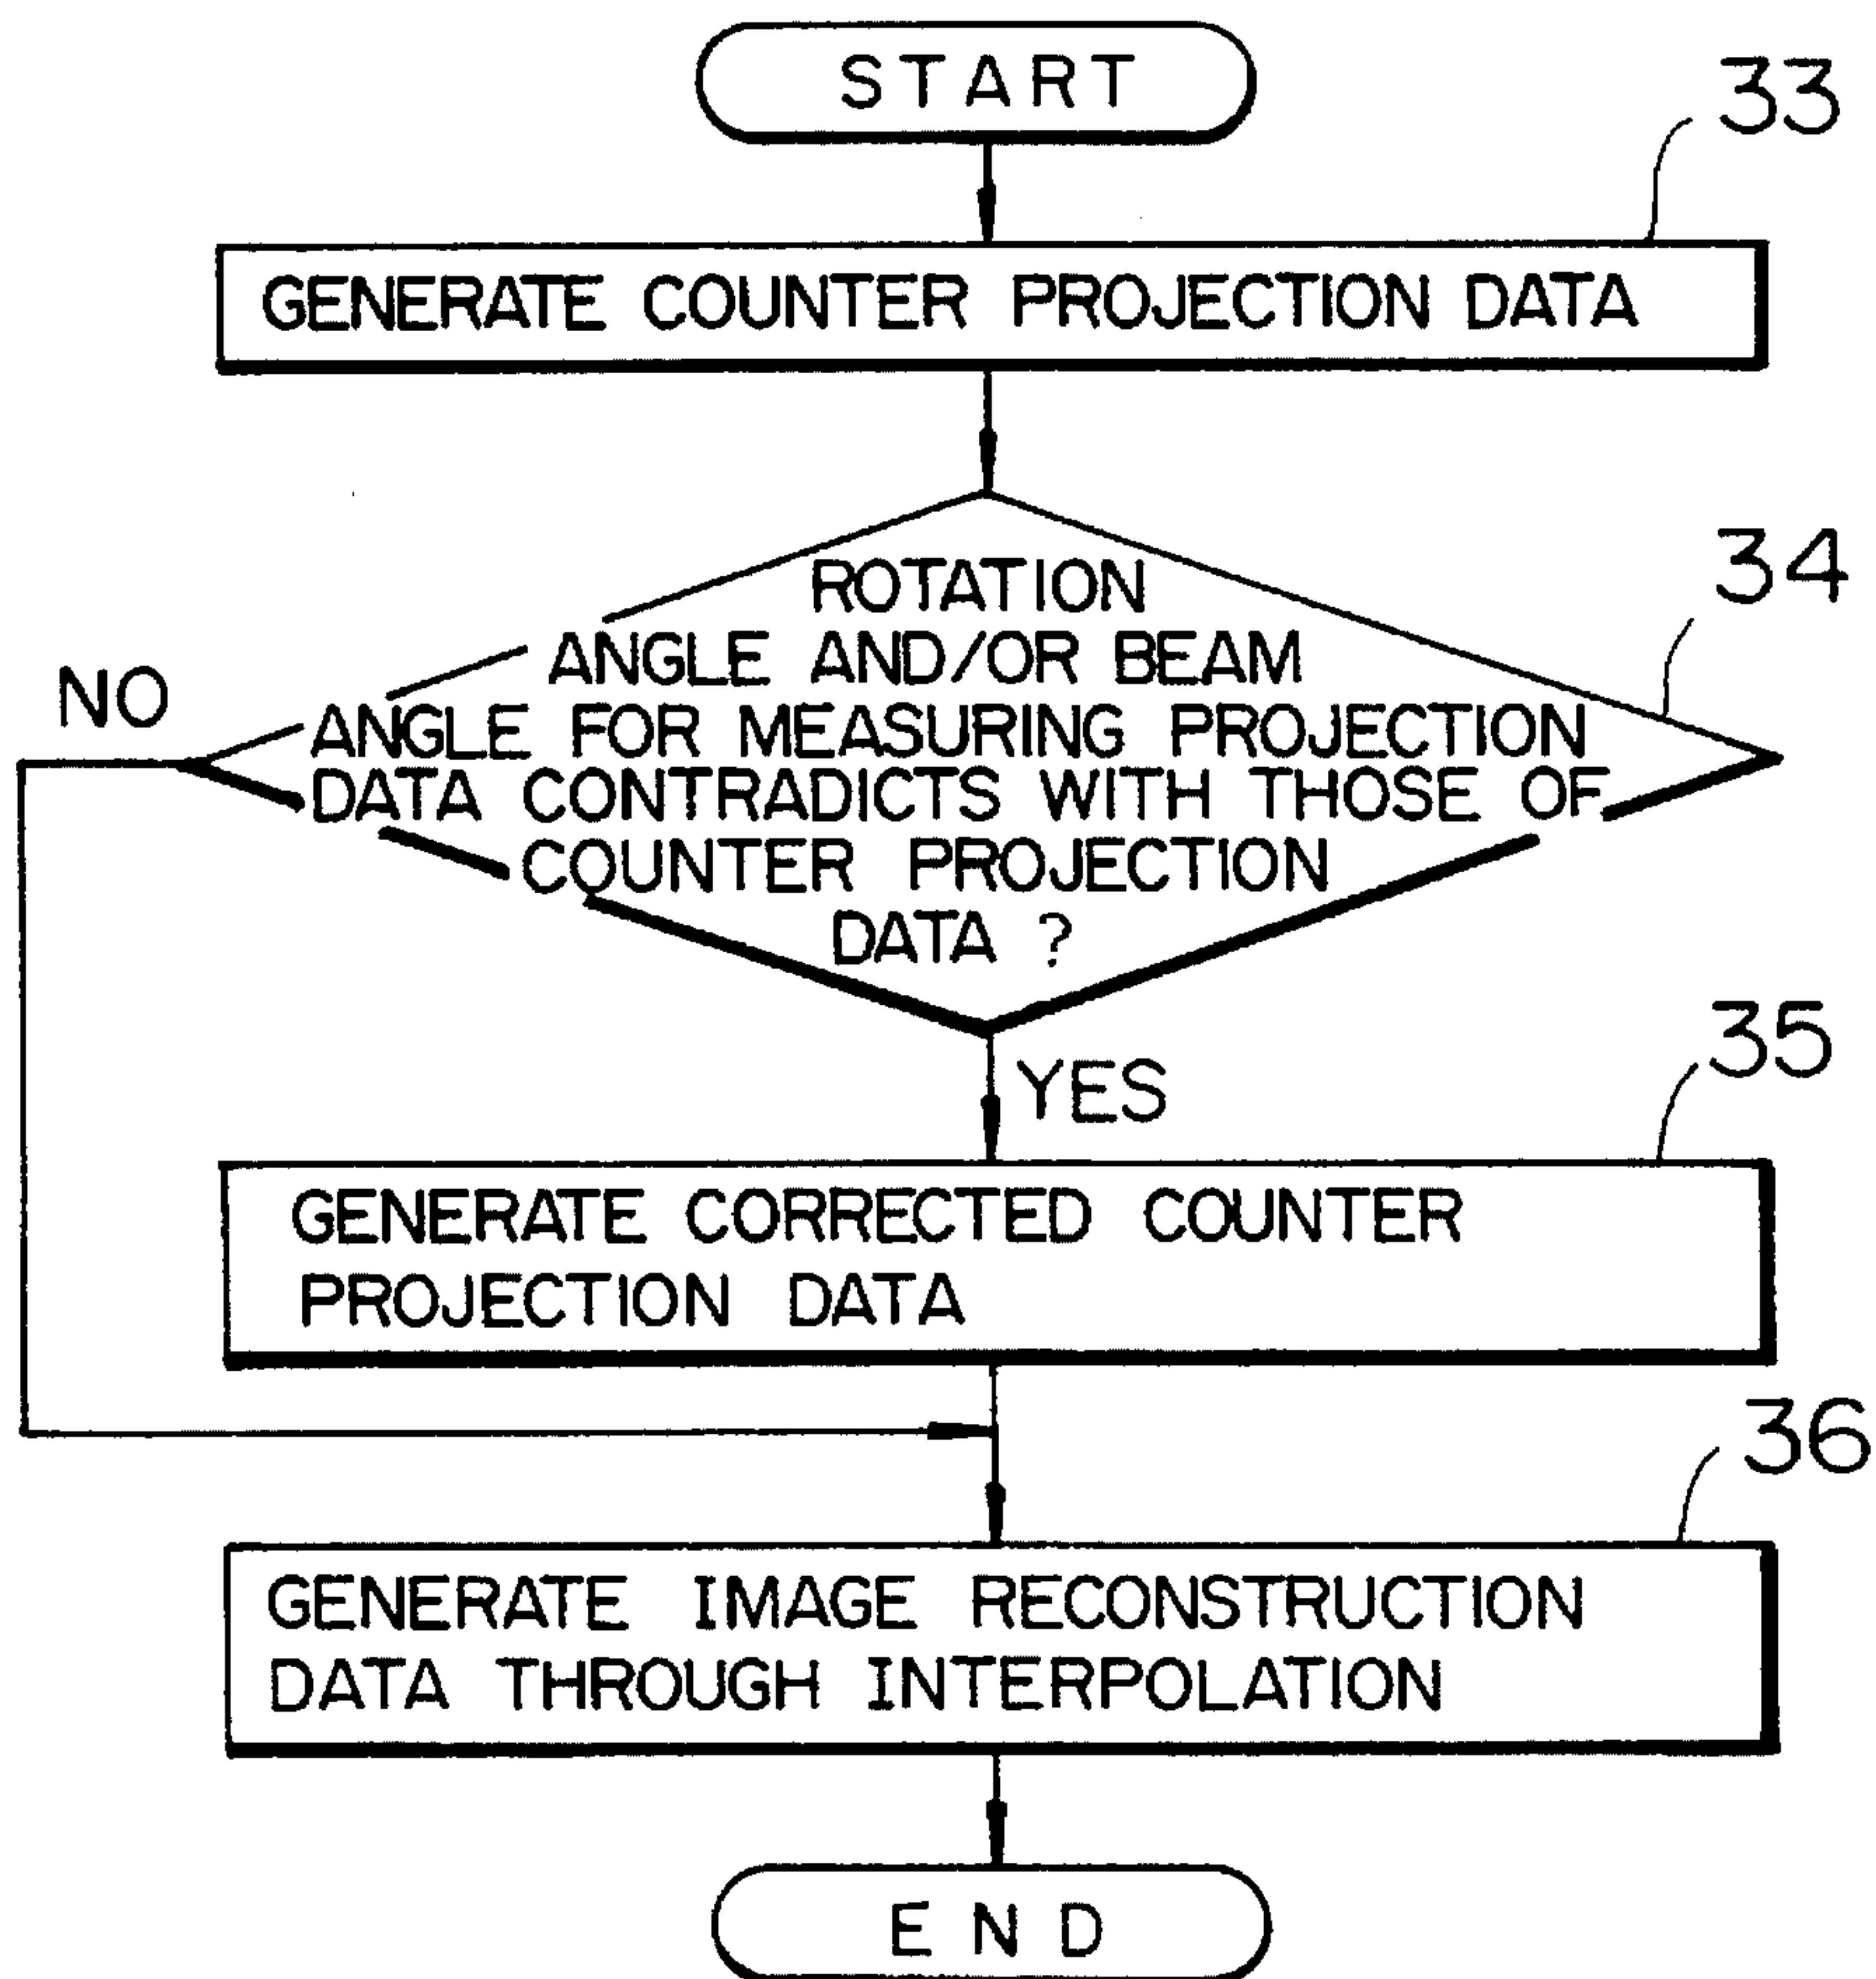 START
33
GENERATE COUNTER PROJECTION DATA
34
ROTATION
ANGLE AND/OR BEAM
ANGLE FOR MEASURING PROJECTION
DATA CONTRADICTS WITH THOSE OF
COUNTER PROJECTION
DATA ?
NO
YES
35
GENERATE CORRECTED COUNTER
PROJECTION DATA
36
GENERATE IMAGE RECONSTRUCTION
DATA THROUGH INTERPOLATION
END